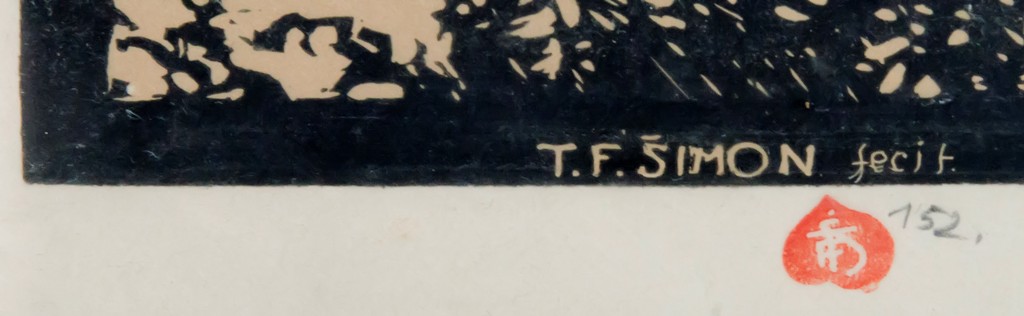 T. F. ŠIMON fecit.
152.